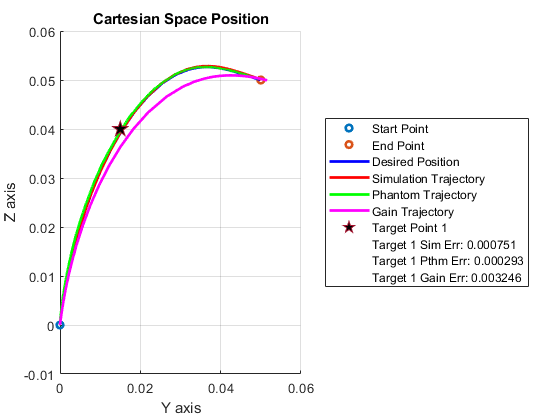 Cartesian Space Position
0.06
0.05
0.04
0.03
0.02
0.01
0
-0.01
Z axis
0
0.02
0.04
0.06
Y axis
Start Point
End Point
Desired Position
Simulation Trajectory
Phantom Trajectory
Gain Trajectory
Target Point 1
Target 1 Sim Err: 0.000751
Target 1 Pthm Err: 0.000293
Target 1 Gain Err: 0.003246